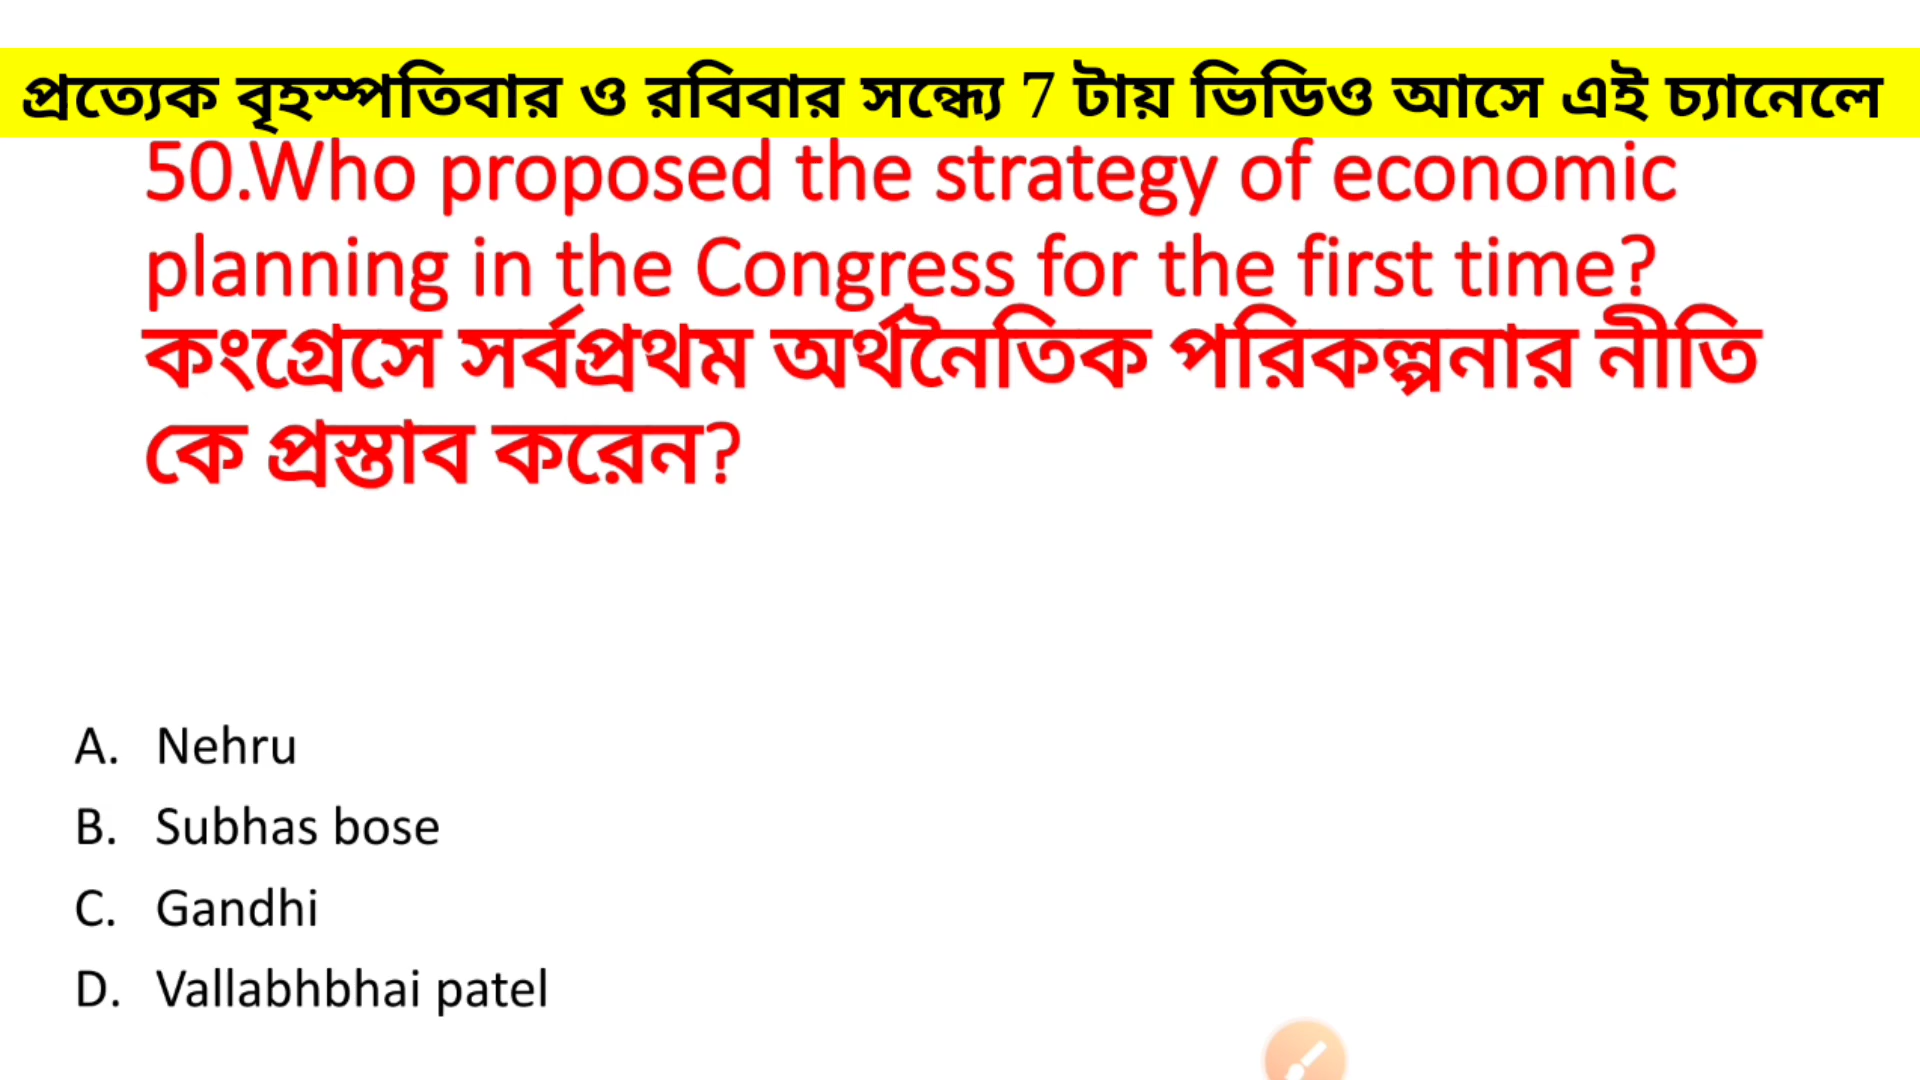 প্রত্যেক বৃহস্পতিবার ও রবিবার সন্ধ্যে 7 টায় ভিডিও আসে এই চ্যানেলে
50.Who proposed the strategy of economic
planning in the Congress for the first time?
কংগ্রেসে সর্বপ্রথম অর্থনৈতিক পরিকল্পনার নীতি
কে প্রস্তাব করেন?
A. Nehru
B. Subhas bose
C. Gandhi
D. Vallabhbhai patel